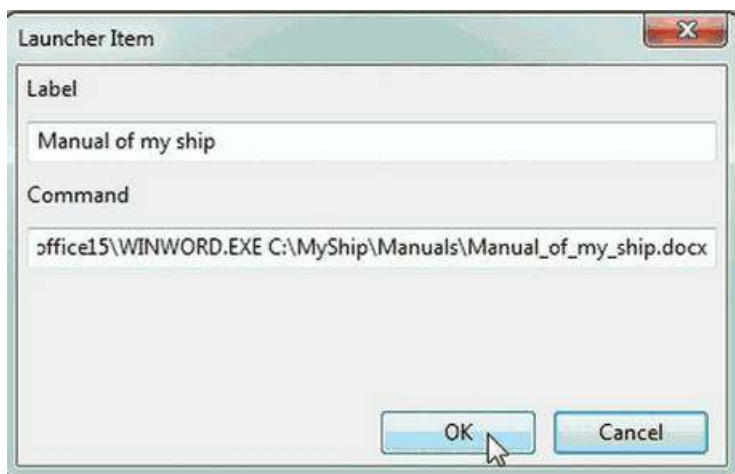 Launcher Item
Label
Manual of my ship
Command
office15\WINWORD.EXE C:\MyShip\Manuals\Manual_of_my_ship.docx
OK
Cancel